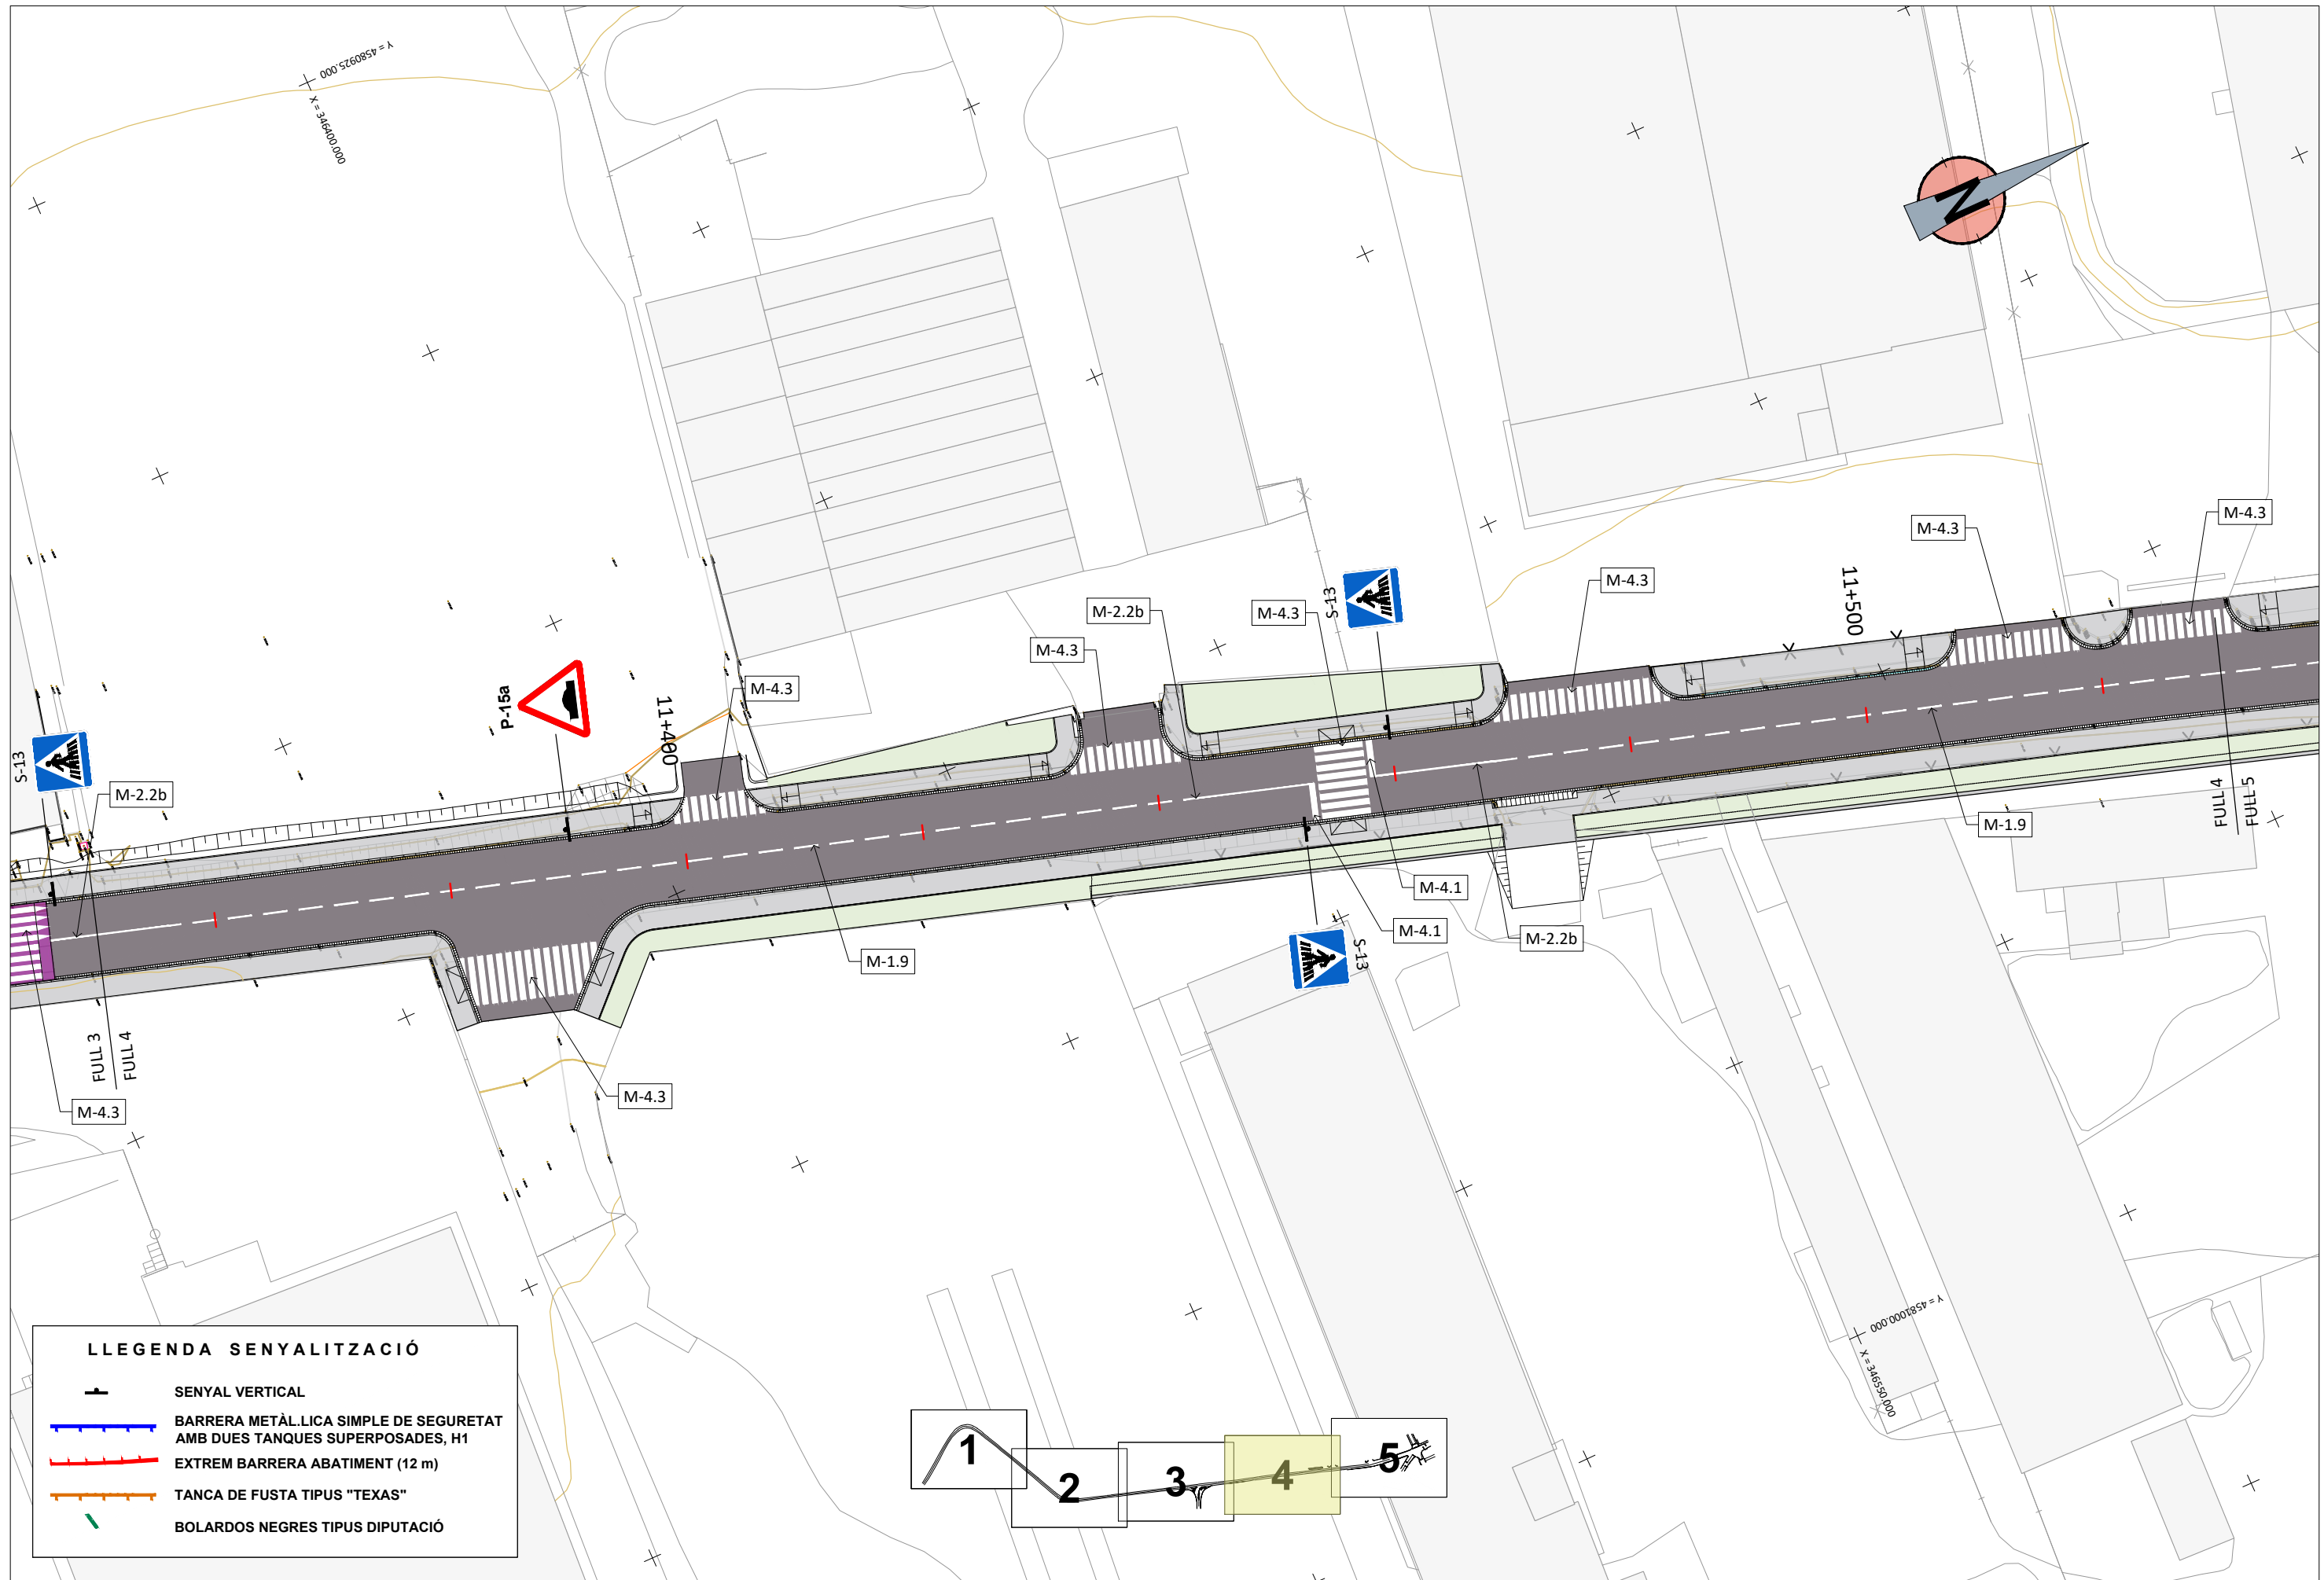 Y = 4580925.000
X = 346400.000
N
S-13
M-2.2b
P-15a
11+400
M-4.3
M-4.3
M-2.2b
M-4.3
S-13
M-4.3
11+500
M-4.3
M-4.3
FULL 3
FULL 4
M-4.3
M-4.3
M-1.9
S-13
M-4.1
M-4.1
M-2.2b
M-1.9
FULL 4
FULL 5
Y = 4581000.000
X = 346550.000
LLEGENDA SENYALITZACIÓ
SENYAL VERTICAL
BARRERA METÀL.LICA SIMPLE DE SEGURETAT
AMB DUES TANQUES SUPERPOSADES, H1
EXTREM BARRERA ABATIMENT (12 m)
TANCA DE FUSTA TIPUS "TEXAS"
BOLARDOS NEGRES TIPUS DIPUTACIÓ
1
2
3
4
5